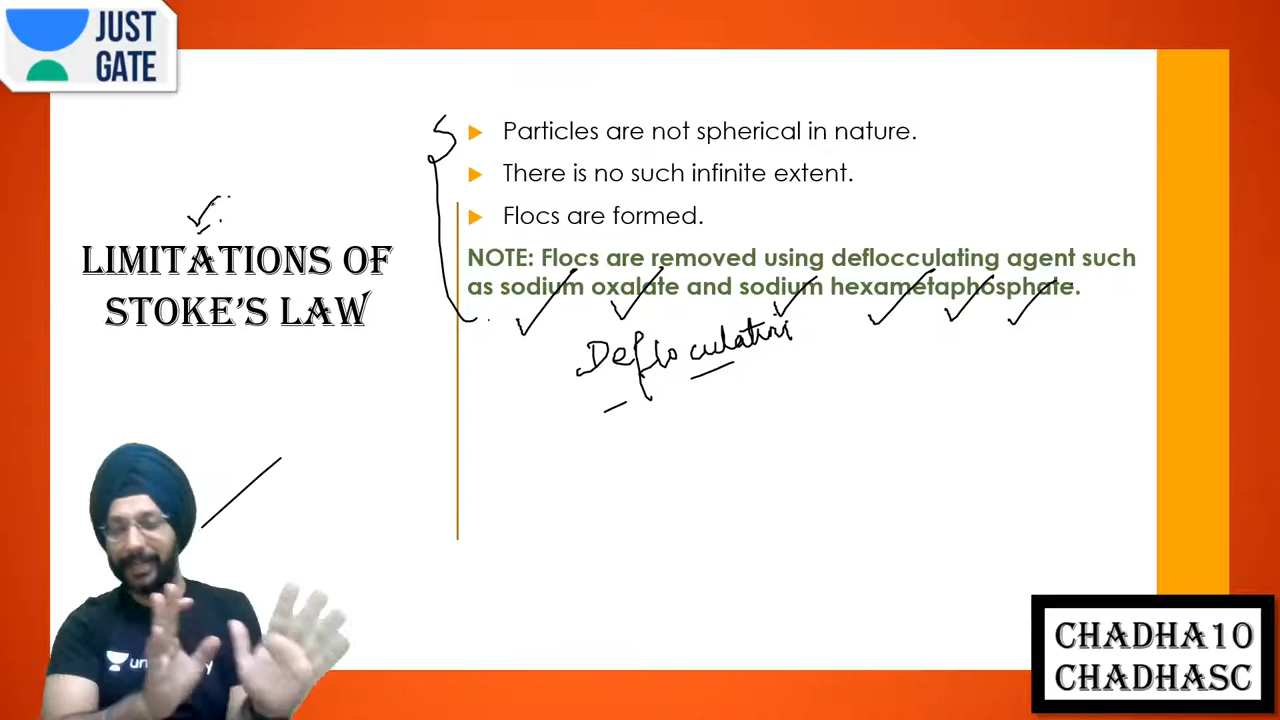 JUST
GATE
LIMITATIONS OF
STOKE'S LAW
Particles are not spherical in nature.
There is no such infinite extent.
Flocs are formed.
NOTE: Flocs are removed using deflocculating agent such
as sodium oxalate and sodium hexametaphosphate.
CHADHA10
CHADHASC